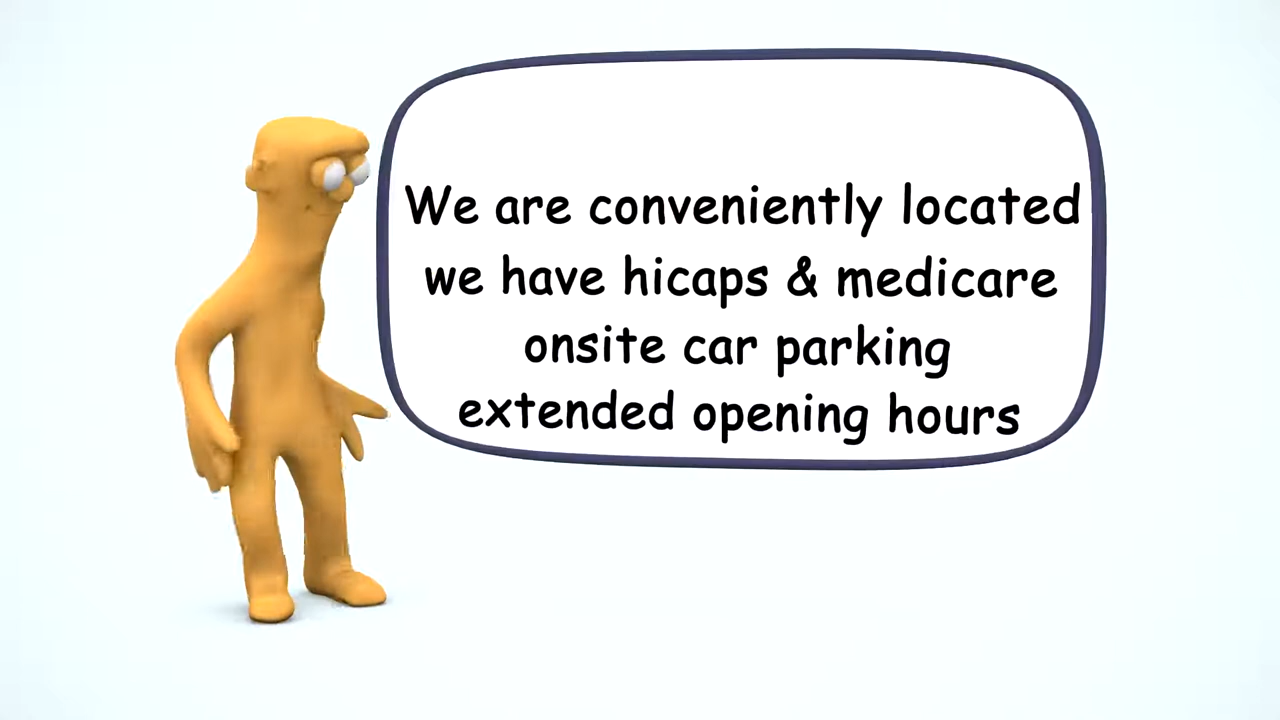 We are conveniently located
we have hicaps & medicare
onsite car parking
extended opening hours